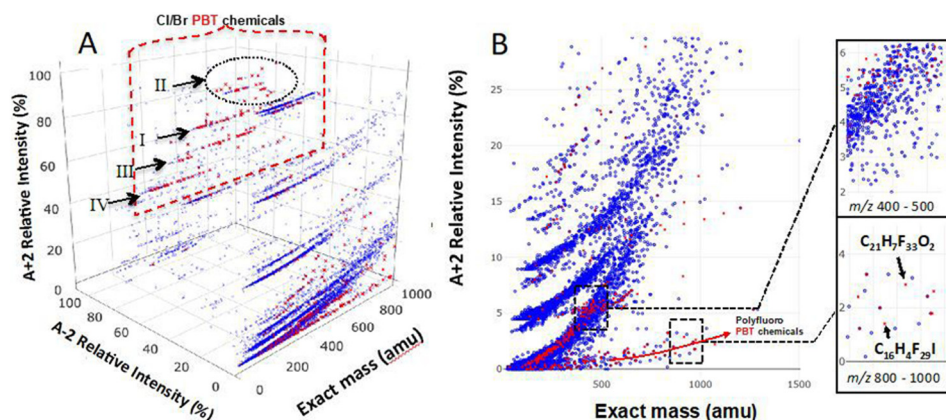 Cl/Br PBT chemicals
A
II
I
III
IV
A+2 Relative Intensity (%)
100
80
60
40
20
0
100
80
60
40
20
0
A-2 Relative Intensity (%)
0
200
400
600
800
1000
Exact mass (amu)
B
A+2 Relative Intensity (%)
25
20
15
10
5
0
500
1000
1500
Exact mass (amu)
Polyfluoro
PBT chemicals
6
5
4
3
2
m/z 400 - 500
4
2
0
C₂₁H₇F₃₃O₂
C₁₆H₄F₂₉I
m/z 800 - 1000